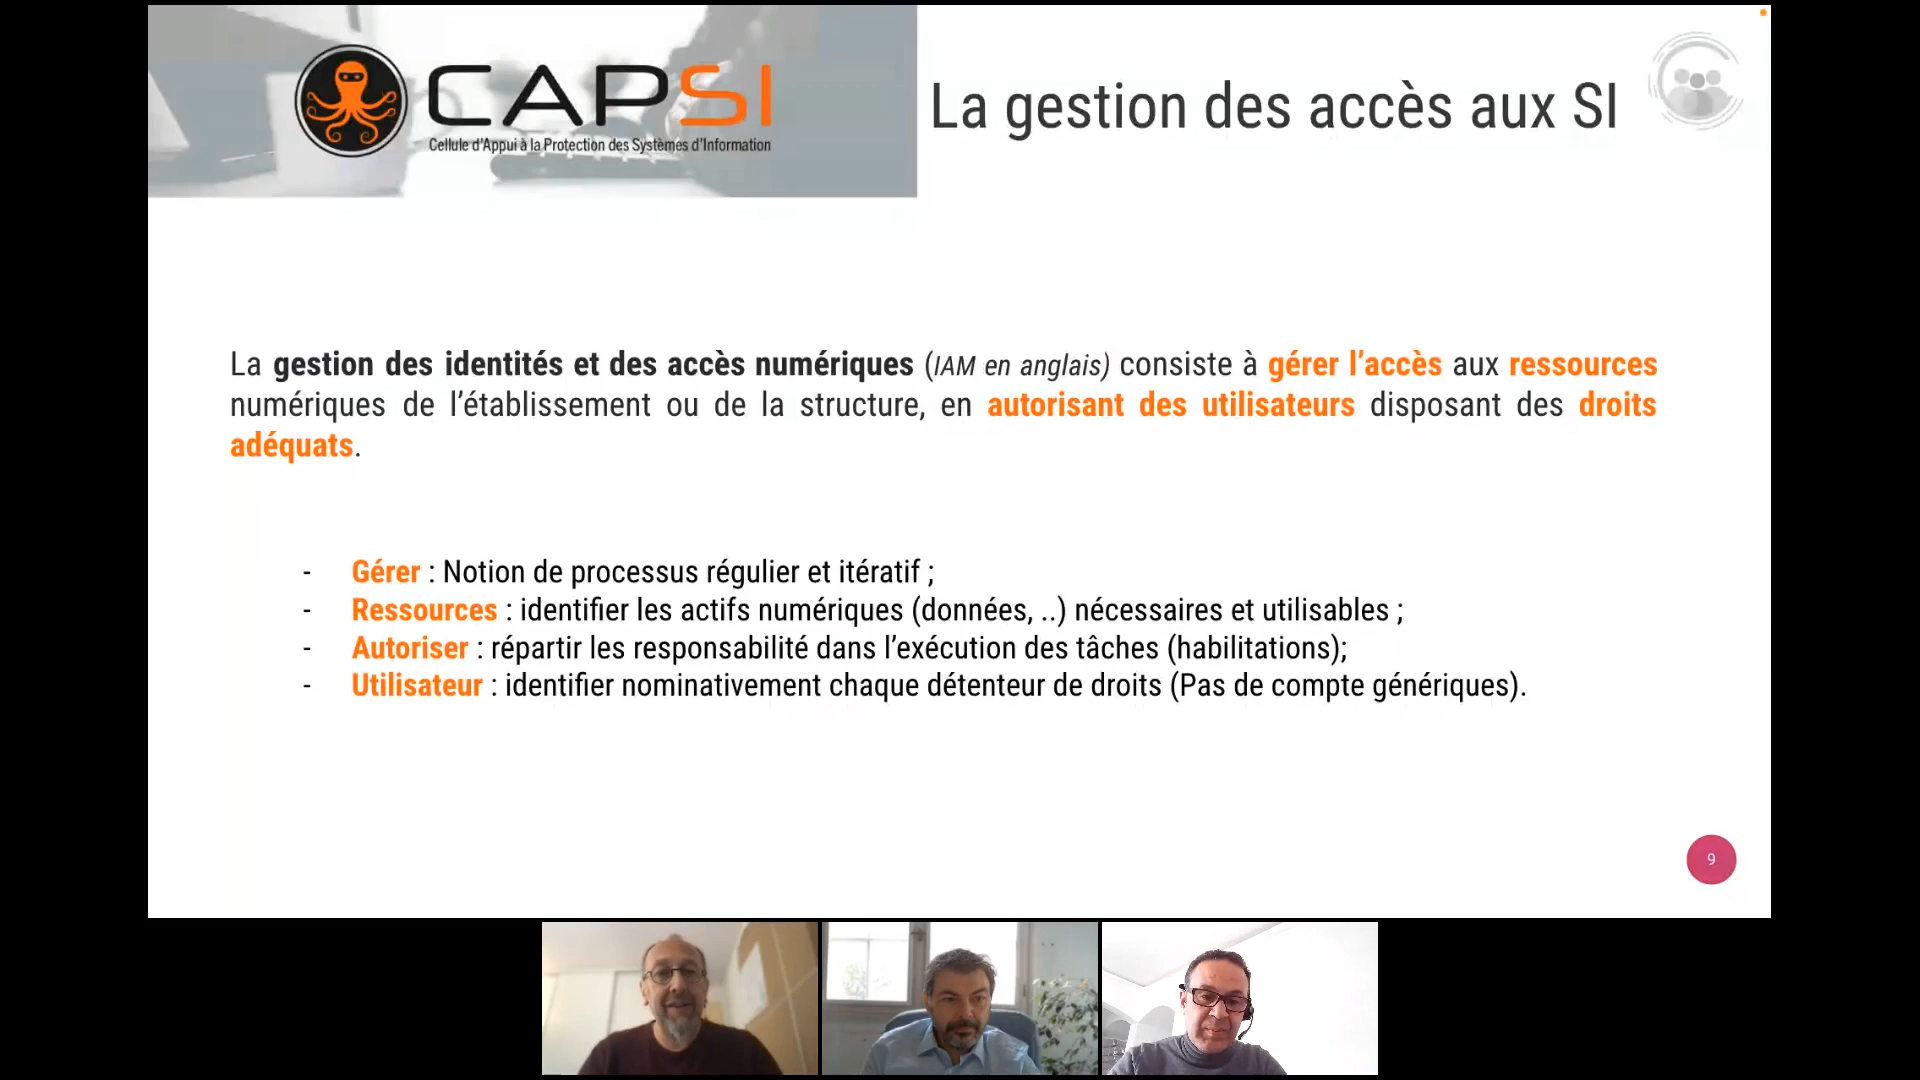 CAPSI
Cellule d'Appui à la Protection des Systèmes d'Information
La gestion des accès aux SI
La gestion des identités et des accès numériques (IAM en anglais) consiste à gérer l’accès aux ressources
numériques de l’établissement ou de la structure, en autorisant des utilisateurs disposant des droits
adéquats.
- Gérer : Notion de processus régulier et itératif ;
- Ressources : identifier les actifs numériques (données, ..) nécessaires et utilisables ;
- Autoriser : répartir les responsabilité dans l’exécution des tâches (habilitations);
- Utilisateur : identifier nominativement chaque détenteur de droits (Pas de compte génériques).
9